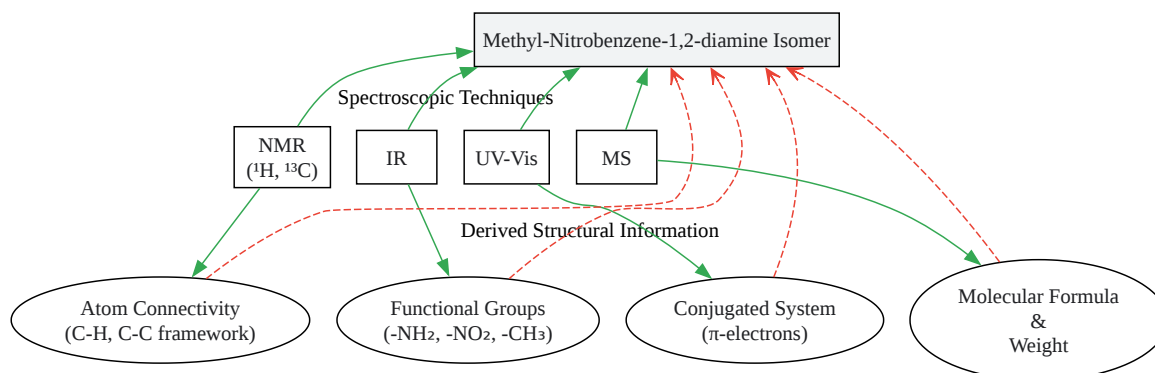 Methyl-Nitrobenzene-1,2-diamine Isomer
Spectroscopic Techniques
NMR
(¹H, ¹³C)
IR
UV-Vis
MS
Derived Structural Information
Atom Connectivity
(C-H, C-C framework)
Functional Groups
(-NH₂, -NO₂, -CH₃)
Conjugated System
(π-electrons)
Molecular Formula
&
Weight